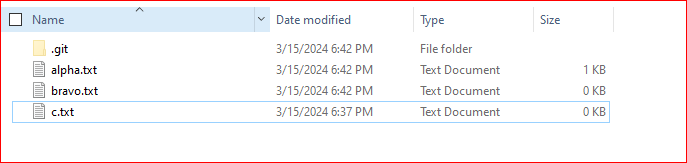 Name Date modified Type Size
.git 3/15/2024 6:42 PM File folder
alpha.txt 3/15/2024 6:42 PM Text Document 1 KB
bravo.txt 3/15/2024 6:42 PM Text Document 0 KB
c.txt 3/15/2024 6:37 PM Text Document 0 KB